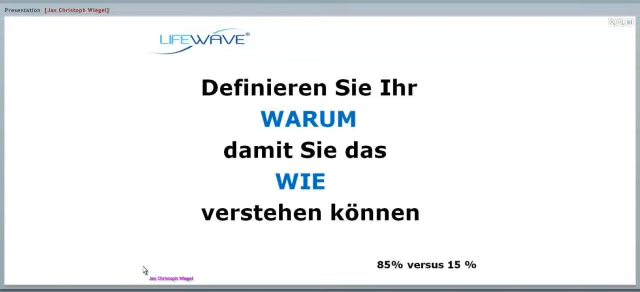 Presentation [Jan Christoph Wiegel]
LIFEWAVE®
Definieren Sie Ihr
WARUM
damit Sie das
WIE
verstehen können
85% versus 15 %
Jan Christoph Wiegel